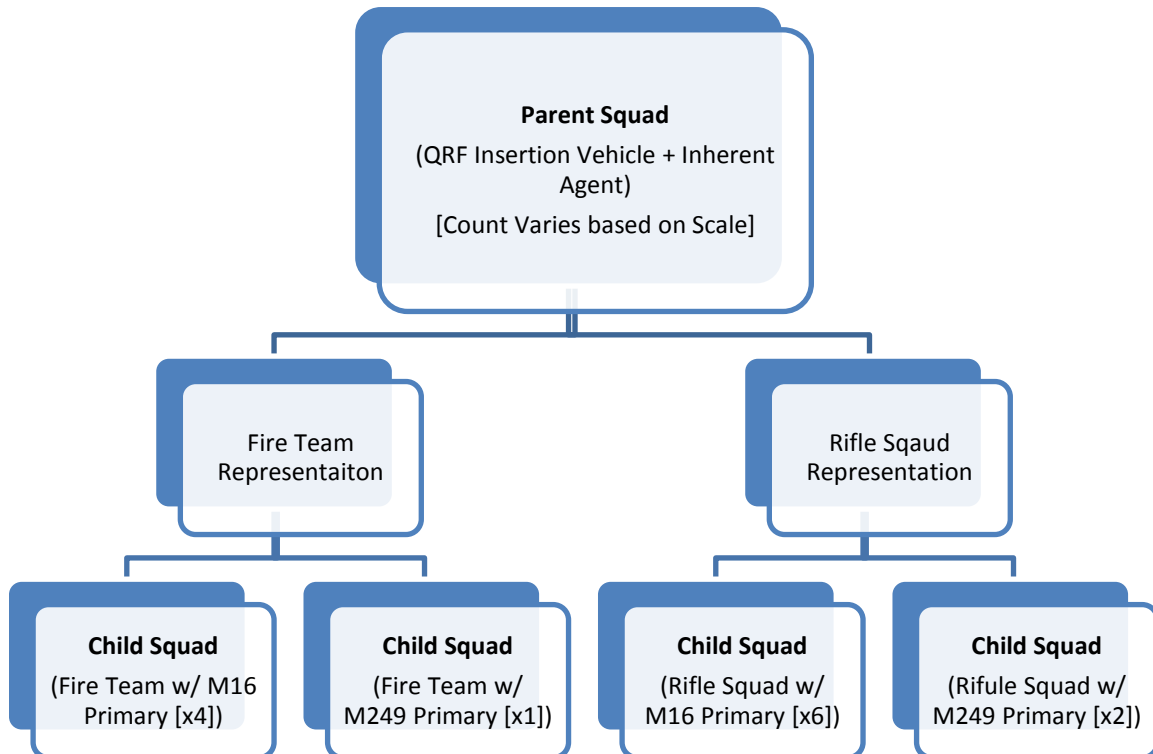 Parent Squad
(QRF Insertion Vehicle + Inherent
Agent)
[Count Varies based on Scale]
Fire Team
Representaiton
Rifle Sqaud
Representation
Child Squad
(Fire Team w/ M16
Primary [x4])
Child Squad
(Fire Team w/
M249 Primary [x1])
Child Squad
(Rifle Squad w/
M16 Primary [x6])
Child Squad
(Rifule Squad w/
M249 Primary [x2])